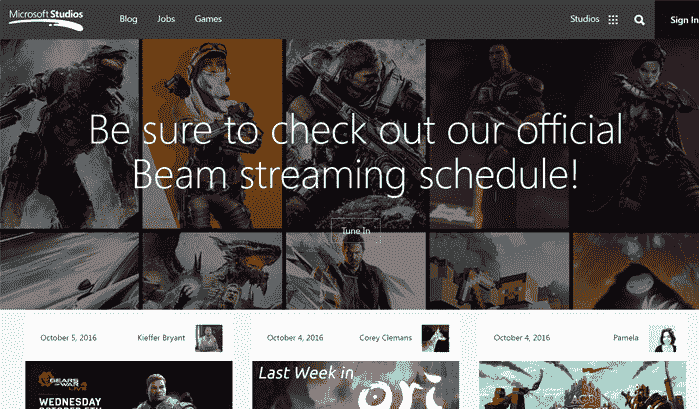 Microsoft Studios
Blog Jobs Games
Studios
Sign In
Be sure to check out our official
Beam streaming schedule!
Tune In
October 5, 2016 Kieffer Bryant
October 4, 2016 Corey Clemans
October 4, 2016 Pamela
GEARS OF WAR 4
LIVE
WEDNESDAY
OCTOBER 5TH
Last Week in
ori
AGE